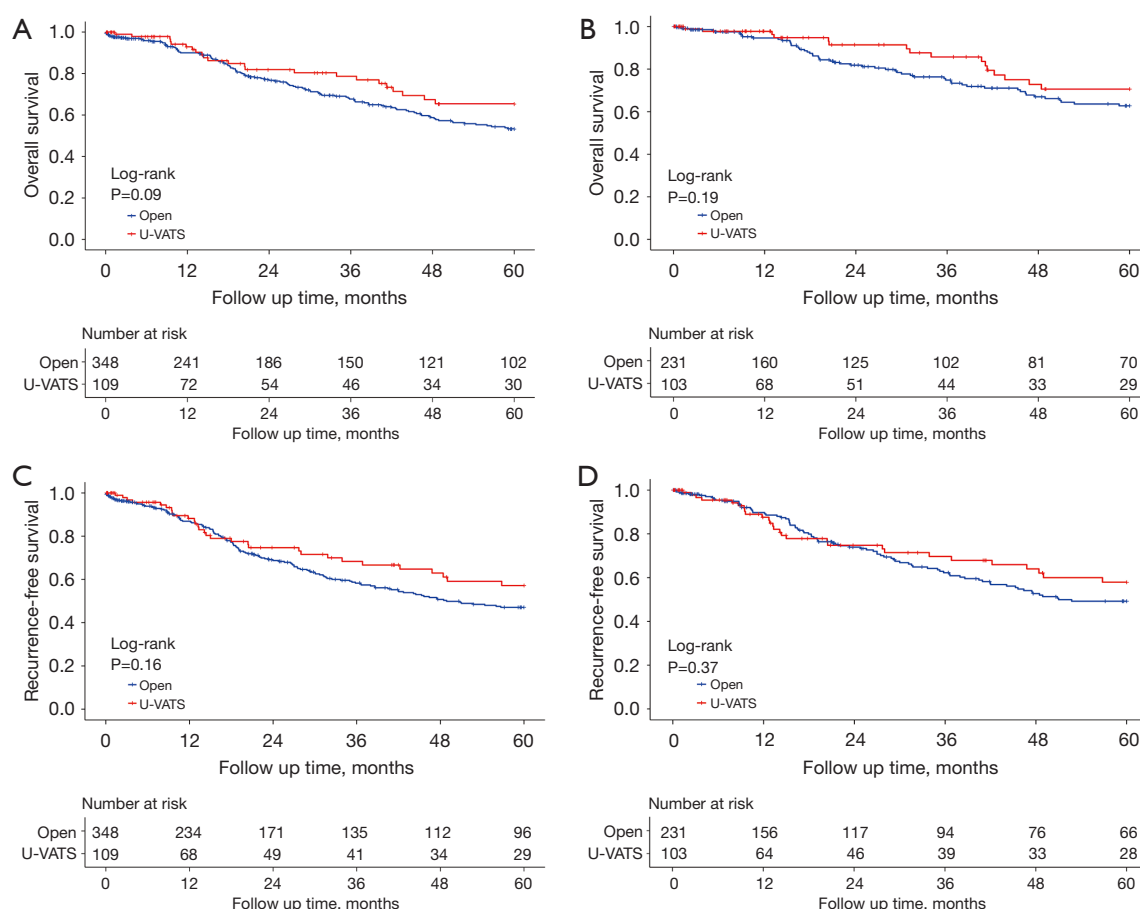 A
Overall survival
1.0
0.8
0.6
0.4
0.2
0.0
Log-rank
P=0.09
Open
U-VATS
0 12 24 36 48 60
Follow up time, months
Number at risk
Open 348 241 186 150 121 102
U-VATS 109 72 54 46 34 30
0 12 24 36 48 60
Follow up time, months
B
Overall survival
1.0
0.8
0.6
0.4
0.2
0.0
Log-rank
P=0.19
Open
U-VATS
0 12 24 36 48 60
Follow up time, months
Number at risk
Open 231 160 125 102 81 70
U-VATS 103 68 51 44 33 29
0 12 24 36 48 60
Follow up time, months
C
Recurrence-free survival
1.0
0.8
0.6
0.4
0.2
0.0
Log-rank
P=0.16
Open
U-VATS
0 12 24 36 48 60
Follow up time, months
Number at risk
Open 348 234 171 135 112 96
U-VATS 109 68 49 41 34 29
0 12 24 36 48 60
Follow up time, months
D
Recurrence-free survival
1.0
0.8
0.6
0.4
0.2
0.0
Log-rank
P=0.37
Open
U-VATS
0 12 24 36 48 60
Follow up time, months
Number at risk
Open 231 156 117 94 76 66
U-VATS 103 64 46 39 33 28
0 12 24 36 48 60
Follow up time, months